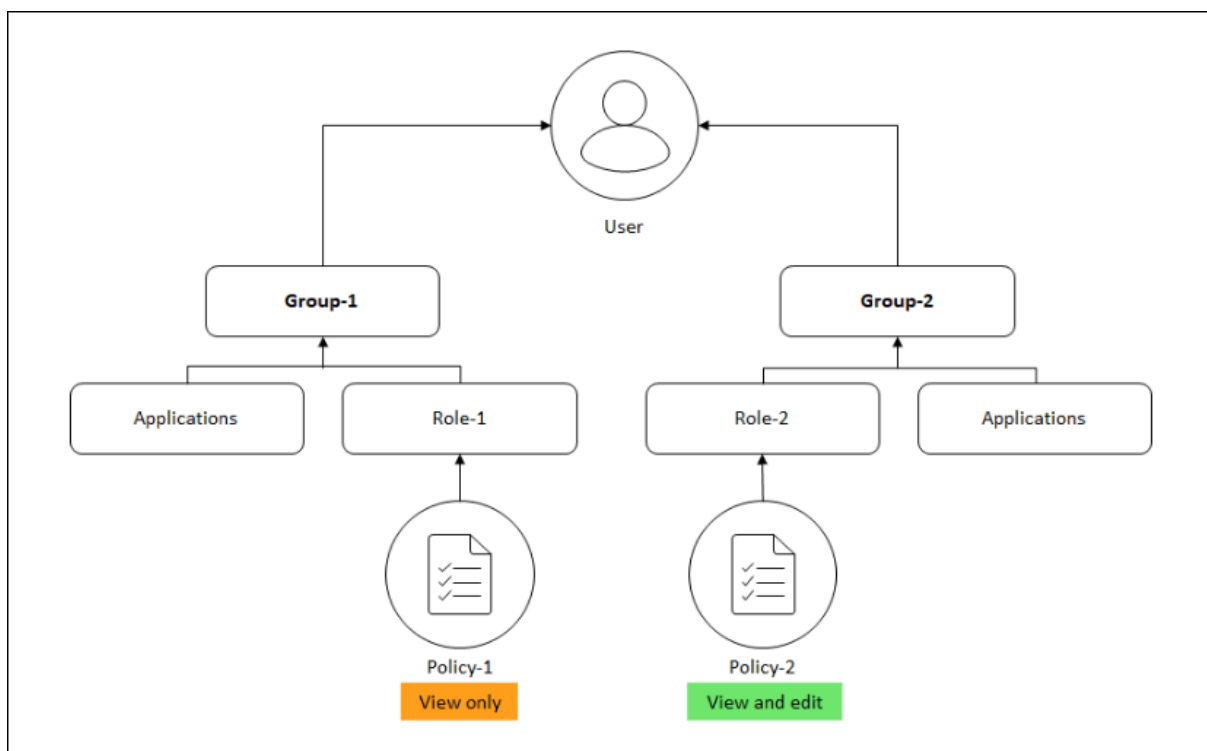 User
Group-1
Group-2
Applications
Role-1
Role-2
Applications
Policy-1
Policy-2
View only
View and edit